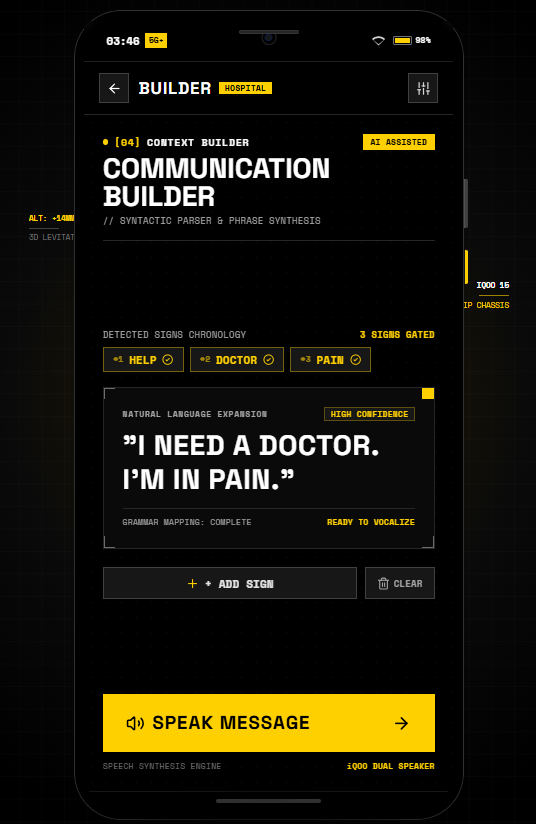 03:46 5G+ 98%
BUILDER HOSPITAL
[04] CONTEXT BUILDER AI ASSISTED
COMMUNICATION
BUILDER
// SYNTACTIC PARSER & PHRASE SYNTHESIS
ALT: +14MM
3D LEVITAT
IQOO 15
IP CHASSIS
DETECTED SIGNS CHRONOLOGY 3 SIGNS GATED
#1 HELP #2 DOCTOR #3 PAIN
NATURAL LANGUAGE EXPANSION HIGH CONFIDENCE
”I NEED A DOCTOR.
I’M IN PAIN.”
GRAMMAR MAPPING: COMPLETE READY TO VOCALIZE
+ ADD SIGN CLEAR
SPEAK MESSAGE
SPEECH SYNTHESIS ENGINE iQOO DUAL SPEAKER